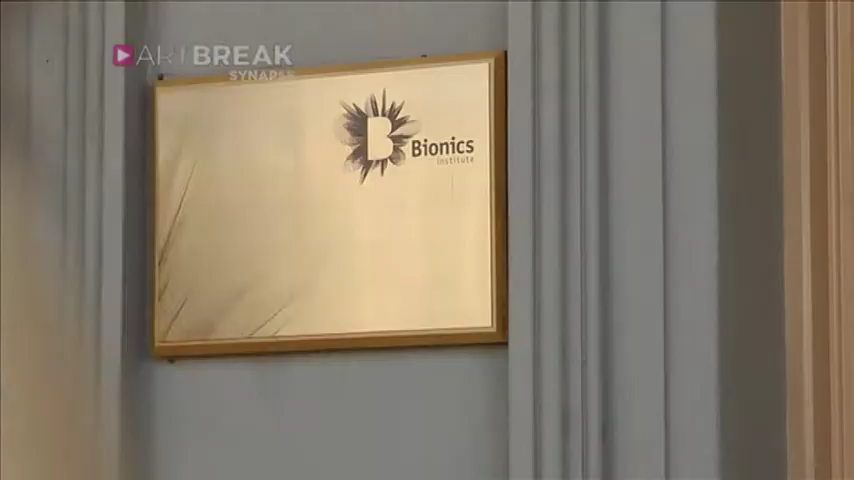 ARTBREAK
SYNAPSE
B
Bionics
institute